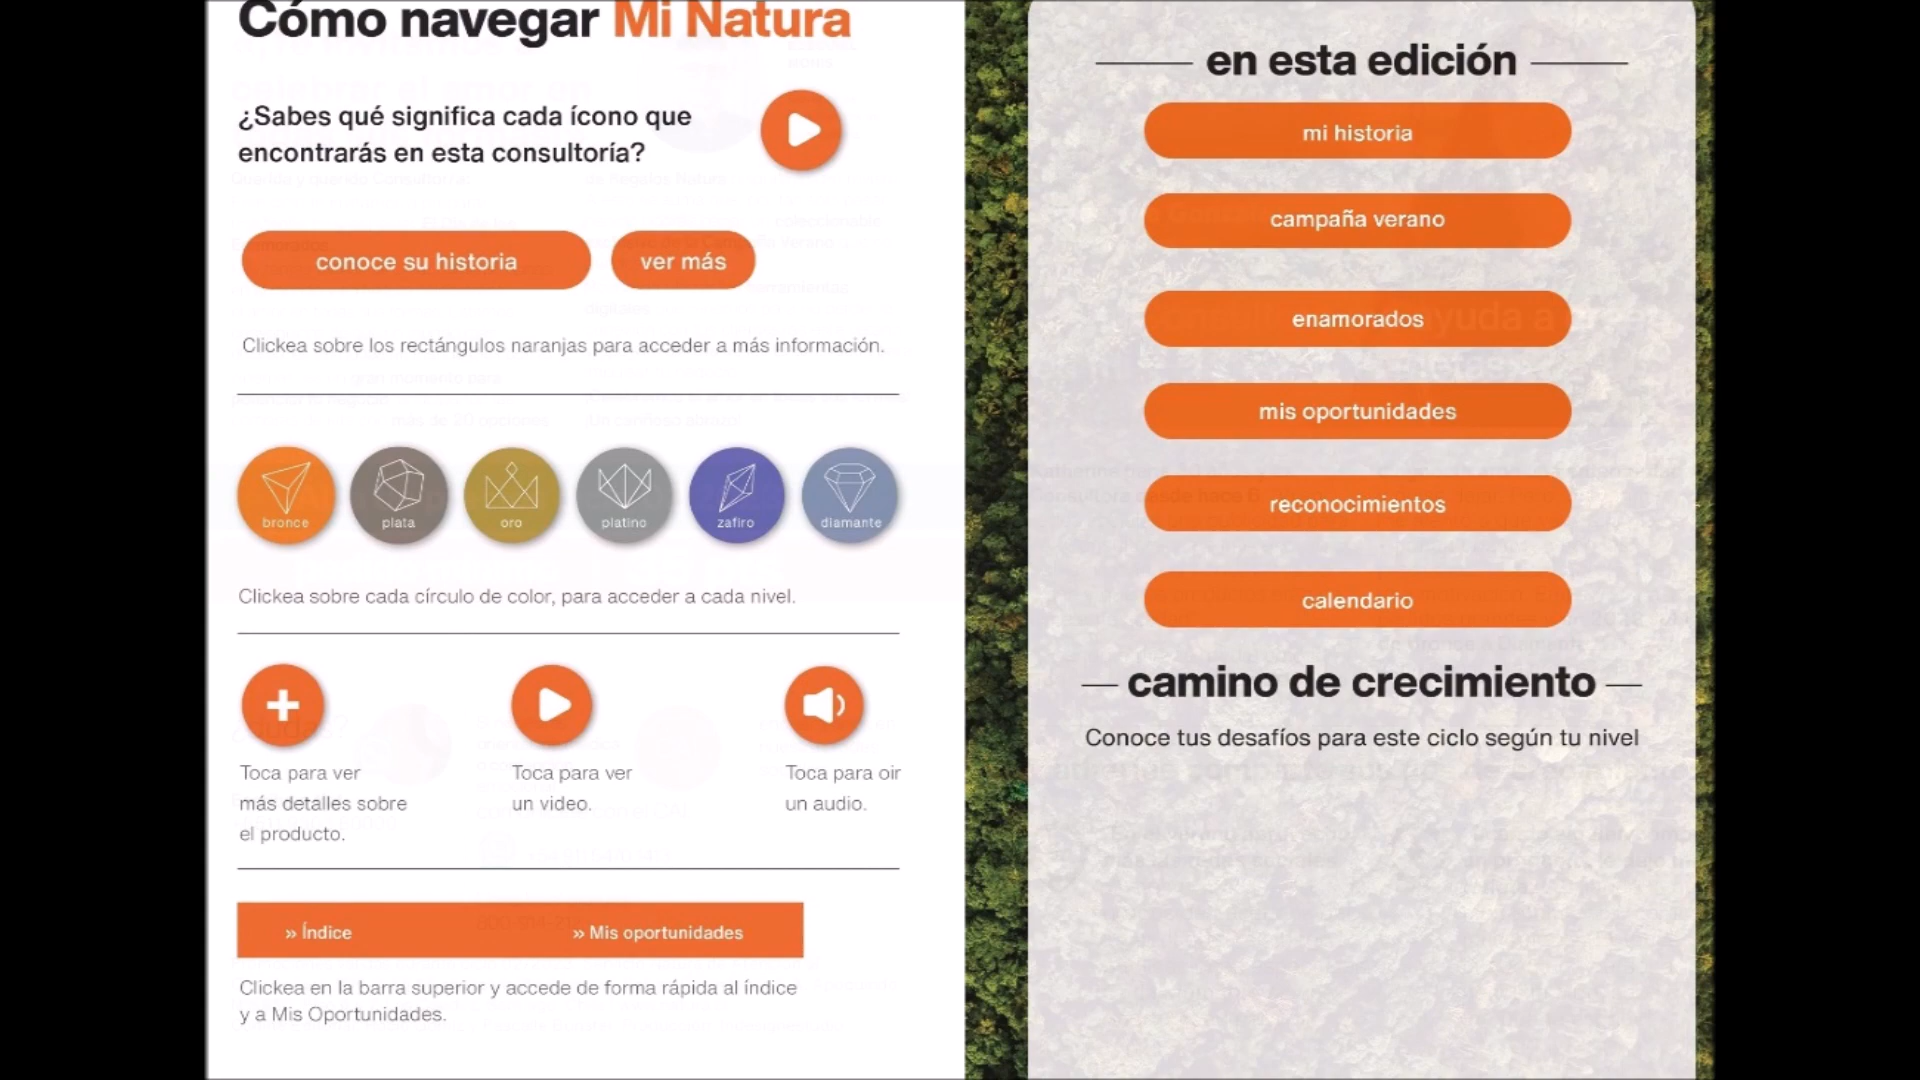 Cómo navegar Mi Natura
¿Sabes qué significa cada ícono que
encontrarás en esta consultoría?
conoce su historia
ver más
Clickea sobre los rectángulos naranjas para acceder a más información.
bronce
plata
oro
platino
zafiro
diamante
Clickea sobre cada círculo de color, para acceder a cada nivel.
Toca para ver
más detalles sobre
el producto.
Toca para ver
un video.
Toca para oir
un audio.
» Índice
» Mis oportunidades
Clickea en la barra superior y accede de forma rápida al índice
y a Mis Oportunidades.
en esta edición
mi historia
campaña verano
enamorados
mis oportunidades
reconocimientos
calendario
camino de crecimiento
Conoce tus desafíos para este ciclo según tu nivel